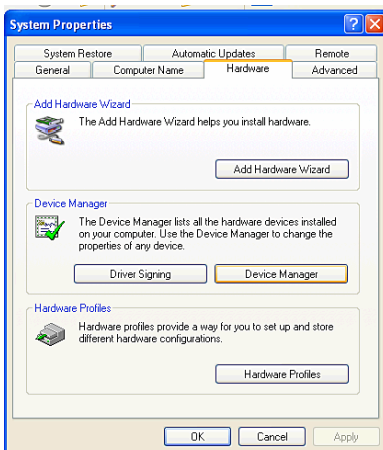 System Properties
System Restore Automatic Updates Remote
General Computer Name Hardware Advanced
Add Hardware Wizard
The Add Hardware Wizard helps you install hardware.
Add Hardware Wizard
Device Manager
The Device Manager lists all the hardware devices installed
on your computer. Use the Device Manager to change the
properties of any device.
Driver Signing Device Manager
Hardware Profiles
Hardware profiles provide a way for you to set up and store
different hardware configurations.
Hardware Profiles
OK Cancel Apply